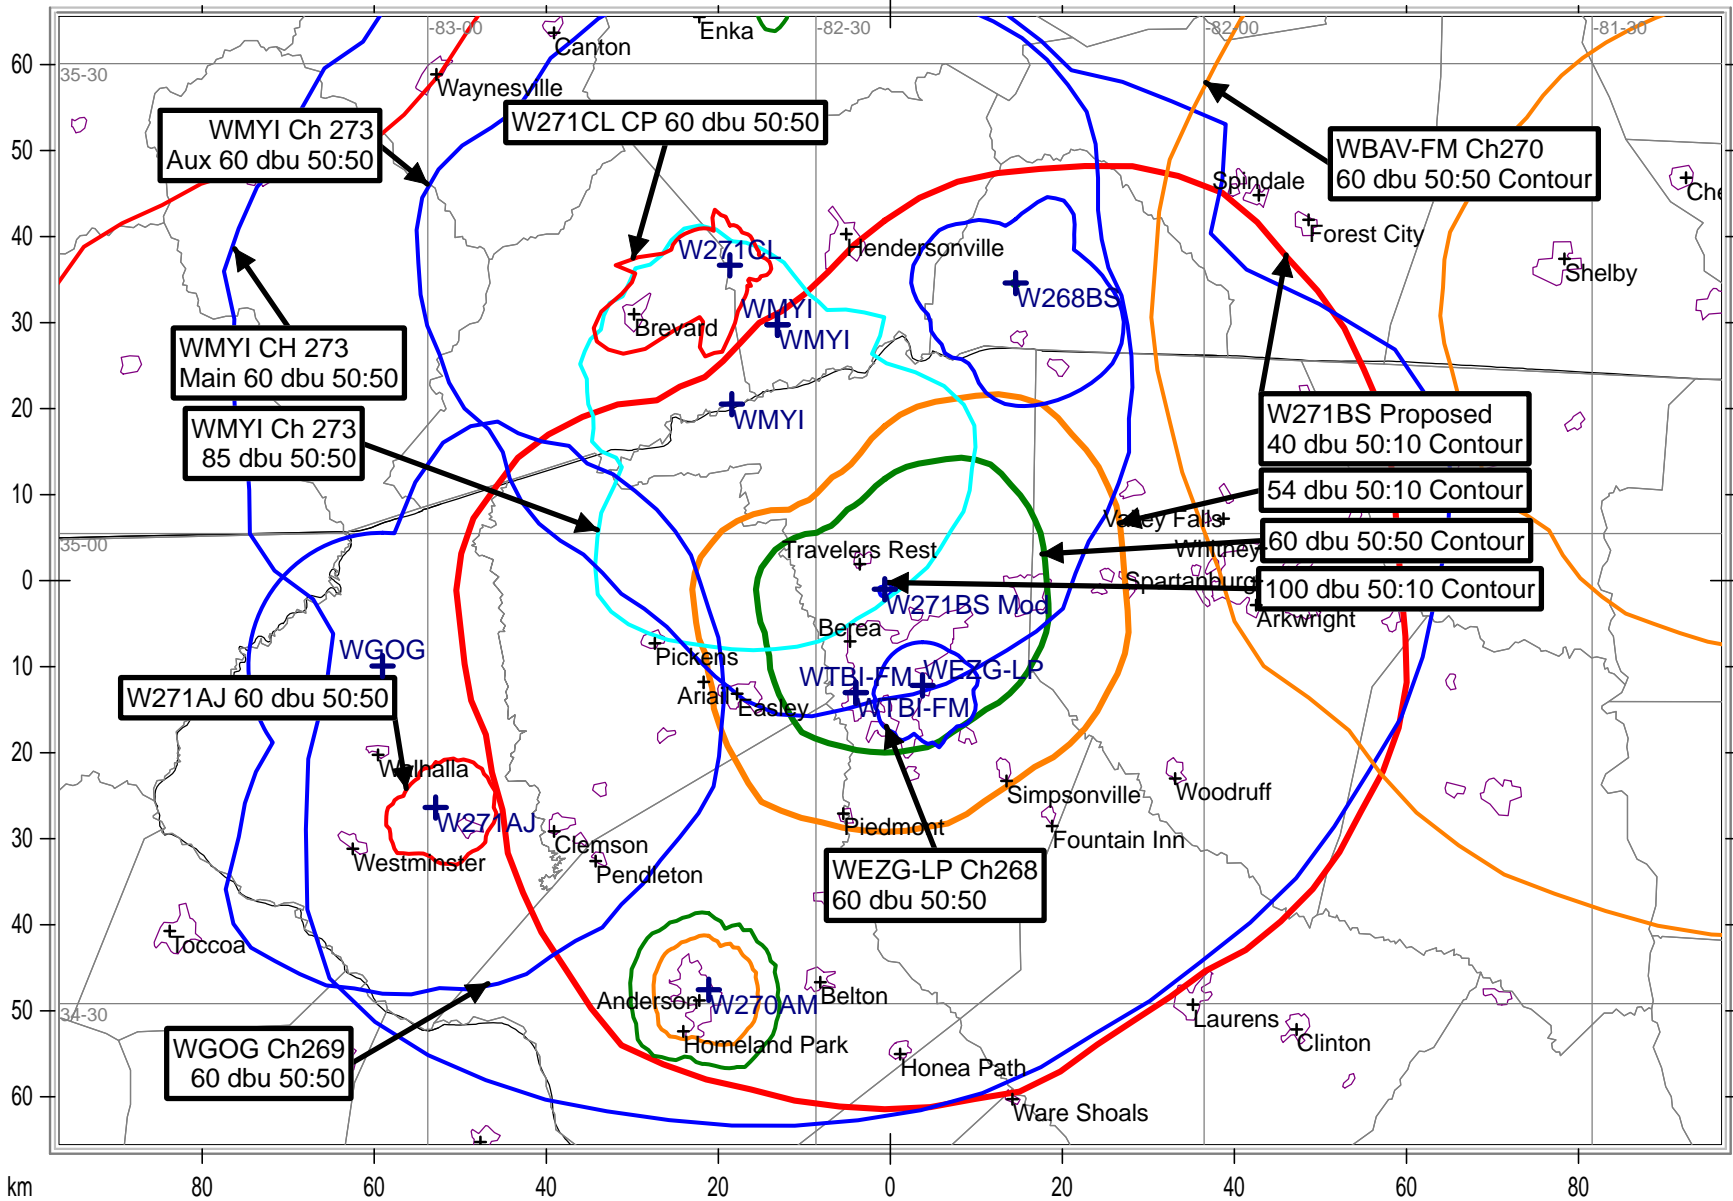 -83-00
-82-30
-82-00
-81-30
Canton
Enka
60
35-30
Waynesville
W271CL CP 60 dbu 50:50
WMYI Ch 273
Aux 60 dbu 50:50
50
WBAV-FM Ch270
60 dbu 50:50 Contour
Spindale
Che
40
Hendersonville
Forest City
W271CL
Shelby
W268BS
30
Brevard
WMYI
WMYI
WMYI CH 273
Main 60 dbu 50:50
20
WMYI
WMYI Ch 273
85 dbu 50:50
W271BS Proposed
40 dbu 50:10 Contour
10
54 dbu 50:10 Contour
Valley Falls
35-00
Travelers Rest
Whitney
60 dbu 50:50 Contour
0
Spartanburg
100 dbu 50:10 Contour
W271BS Mod
Arkwright
Berea
WGOG
Pickens
10
WTBI-FM
WEZG-LP
W271AJ 60 dbu 50:50
Arial
Easley
WTBI-FM
20
Walhalla
Simpsonville
Woodruff
W271AJ
Piedmont
30
Westminster
Clemson
Fountain Inn
Pendleton
WEZG-LP Ch268
60 dbu 50:50
40
Toccoa
Anderson
W270AM
Belton
50
34-30
Laurens
WGOG Ch269
60 dbu 50:50
Homeland Park
Honea Path
Clinton
60
Ware Shoals
km
80
60
40
20
0
20
40
60
80